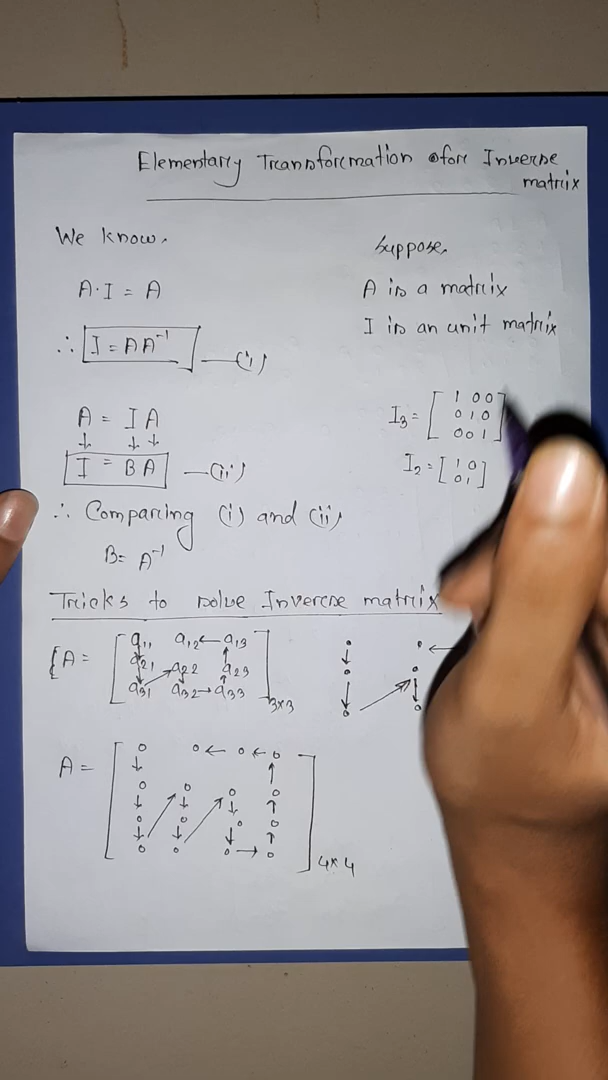 Elementary Transformation for Inverse
matrix
We know,
A·I = A
∴ I = AA⁻¹ —(i)
A = I A
↓ ↓ ↓
I = B A —(ii)
∴ Comparing (i) and (ii)
B = A⁻¹
Suppose,
A is a matrix
I is an unit matrix
I₃ = [ 1 0 0
0 1 0
0 0 1 ]
I₂ = [ 1 0
0 1 ]
Tricks to solve Inverse matrix
{A = [ a₁₁ a₁₂ ← a₁₃
a₂₁ a₂₂ a₂₃
a₃₁ a₃₂ → a₃₃ ] 3×3
A = [ ] 4×4